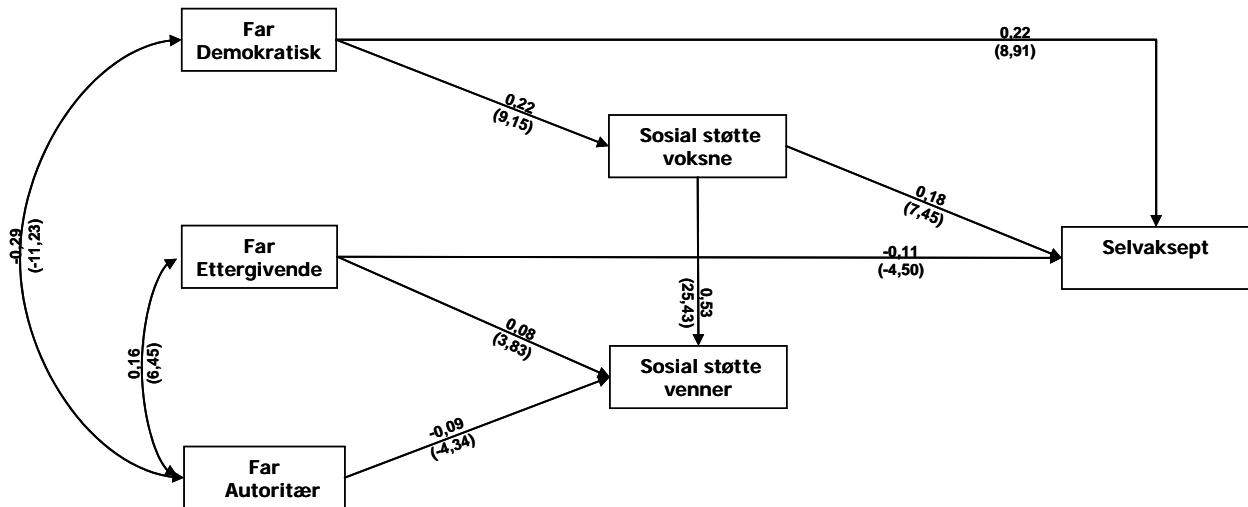 Far
Demokratisk
0,22
(8,91)
0,22
(9,15)
Sosial støtte
voksne
0,18
(7,45)
-0,29
(-11,23)
Far
Ettergivende
-0,11
(-4,50)
Selvaksept
0,53
(25,43)
0,16
(6,45)
0,08
(3,83)
Sosial støtte
venner
-0,09
(-4,34)
Far
Autoritær